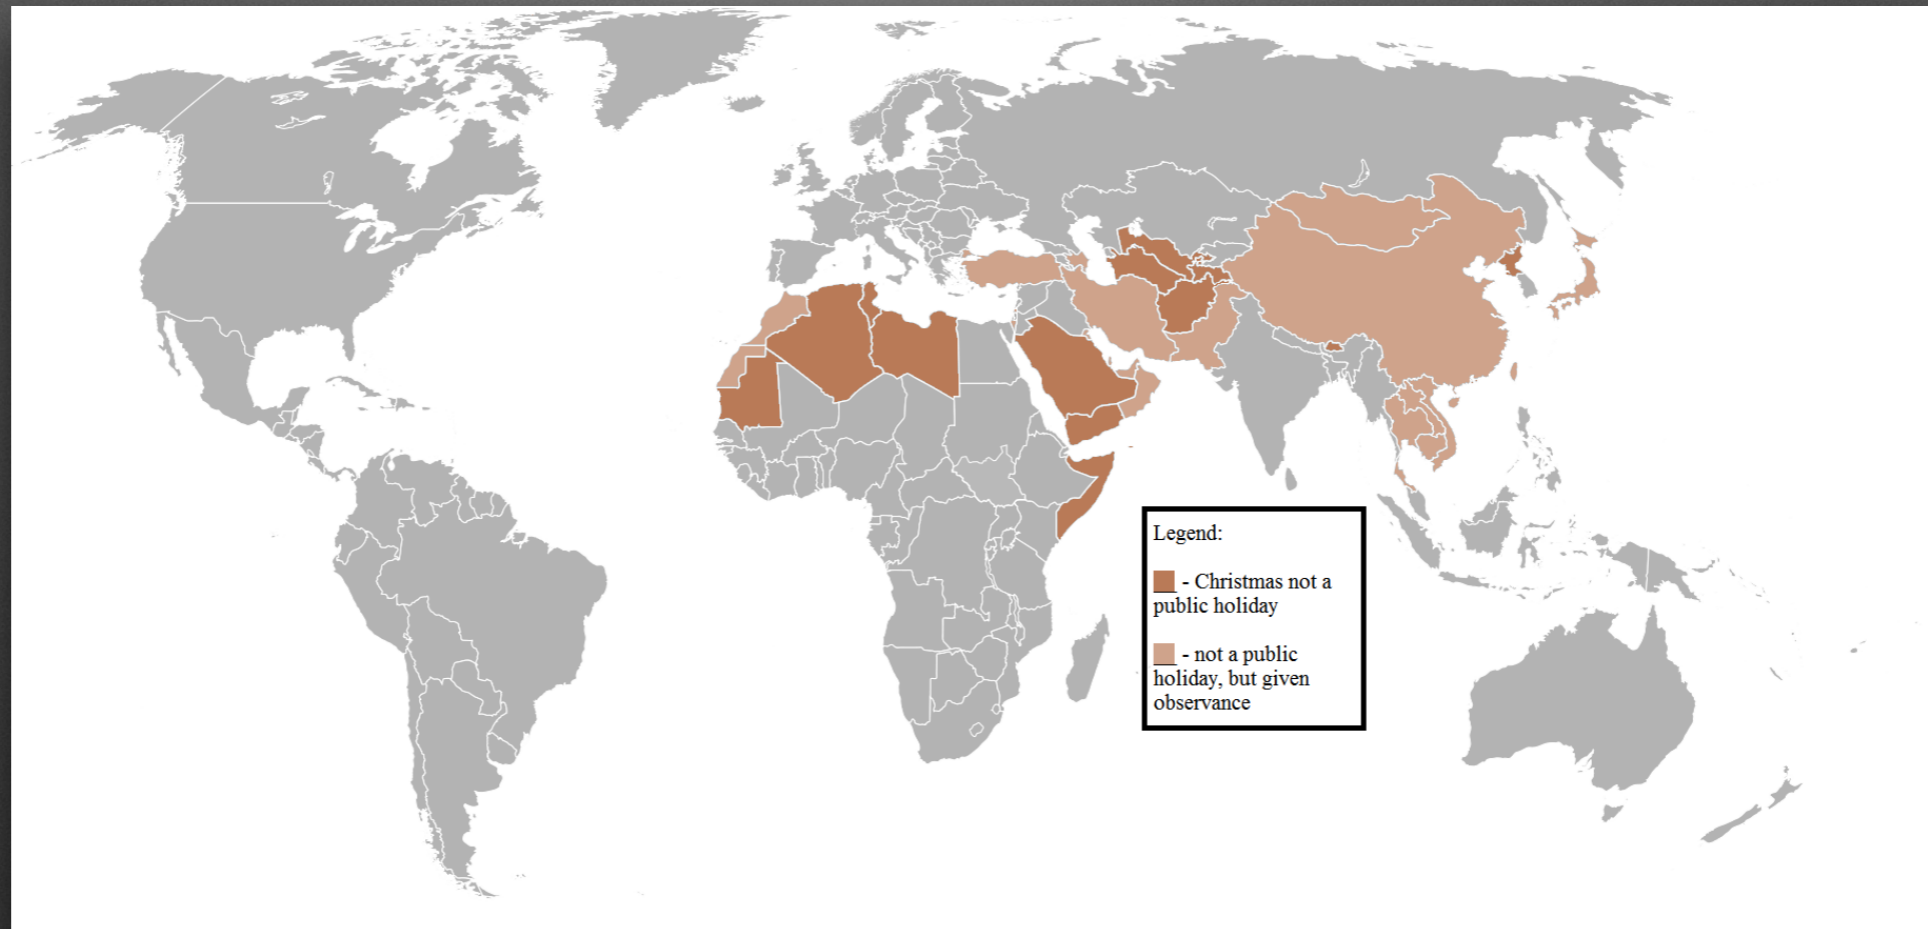 Legend:
- Christmas not a
public holiday
- not a public
holiday, but given
observance